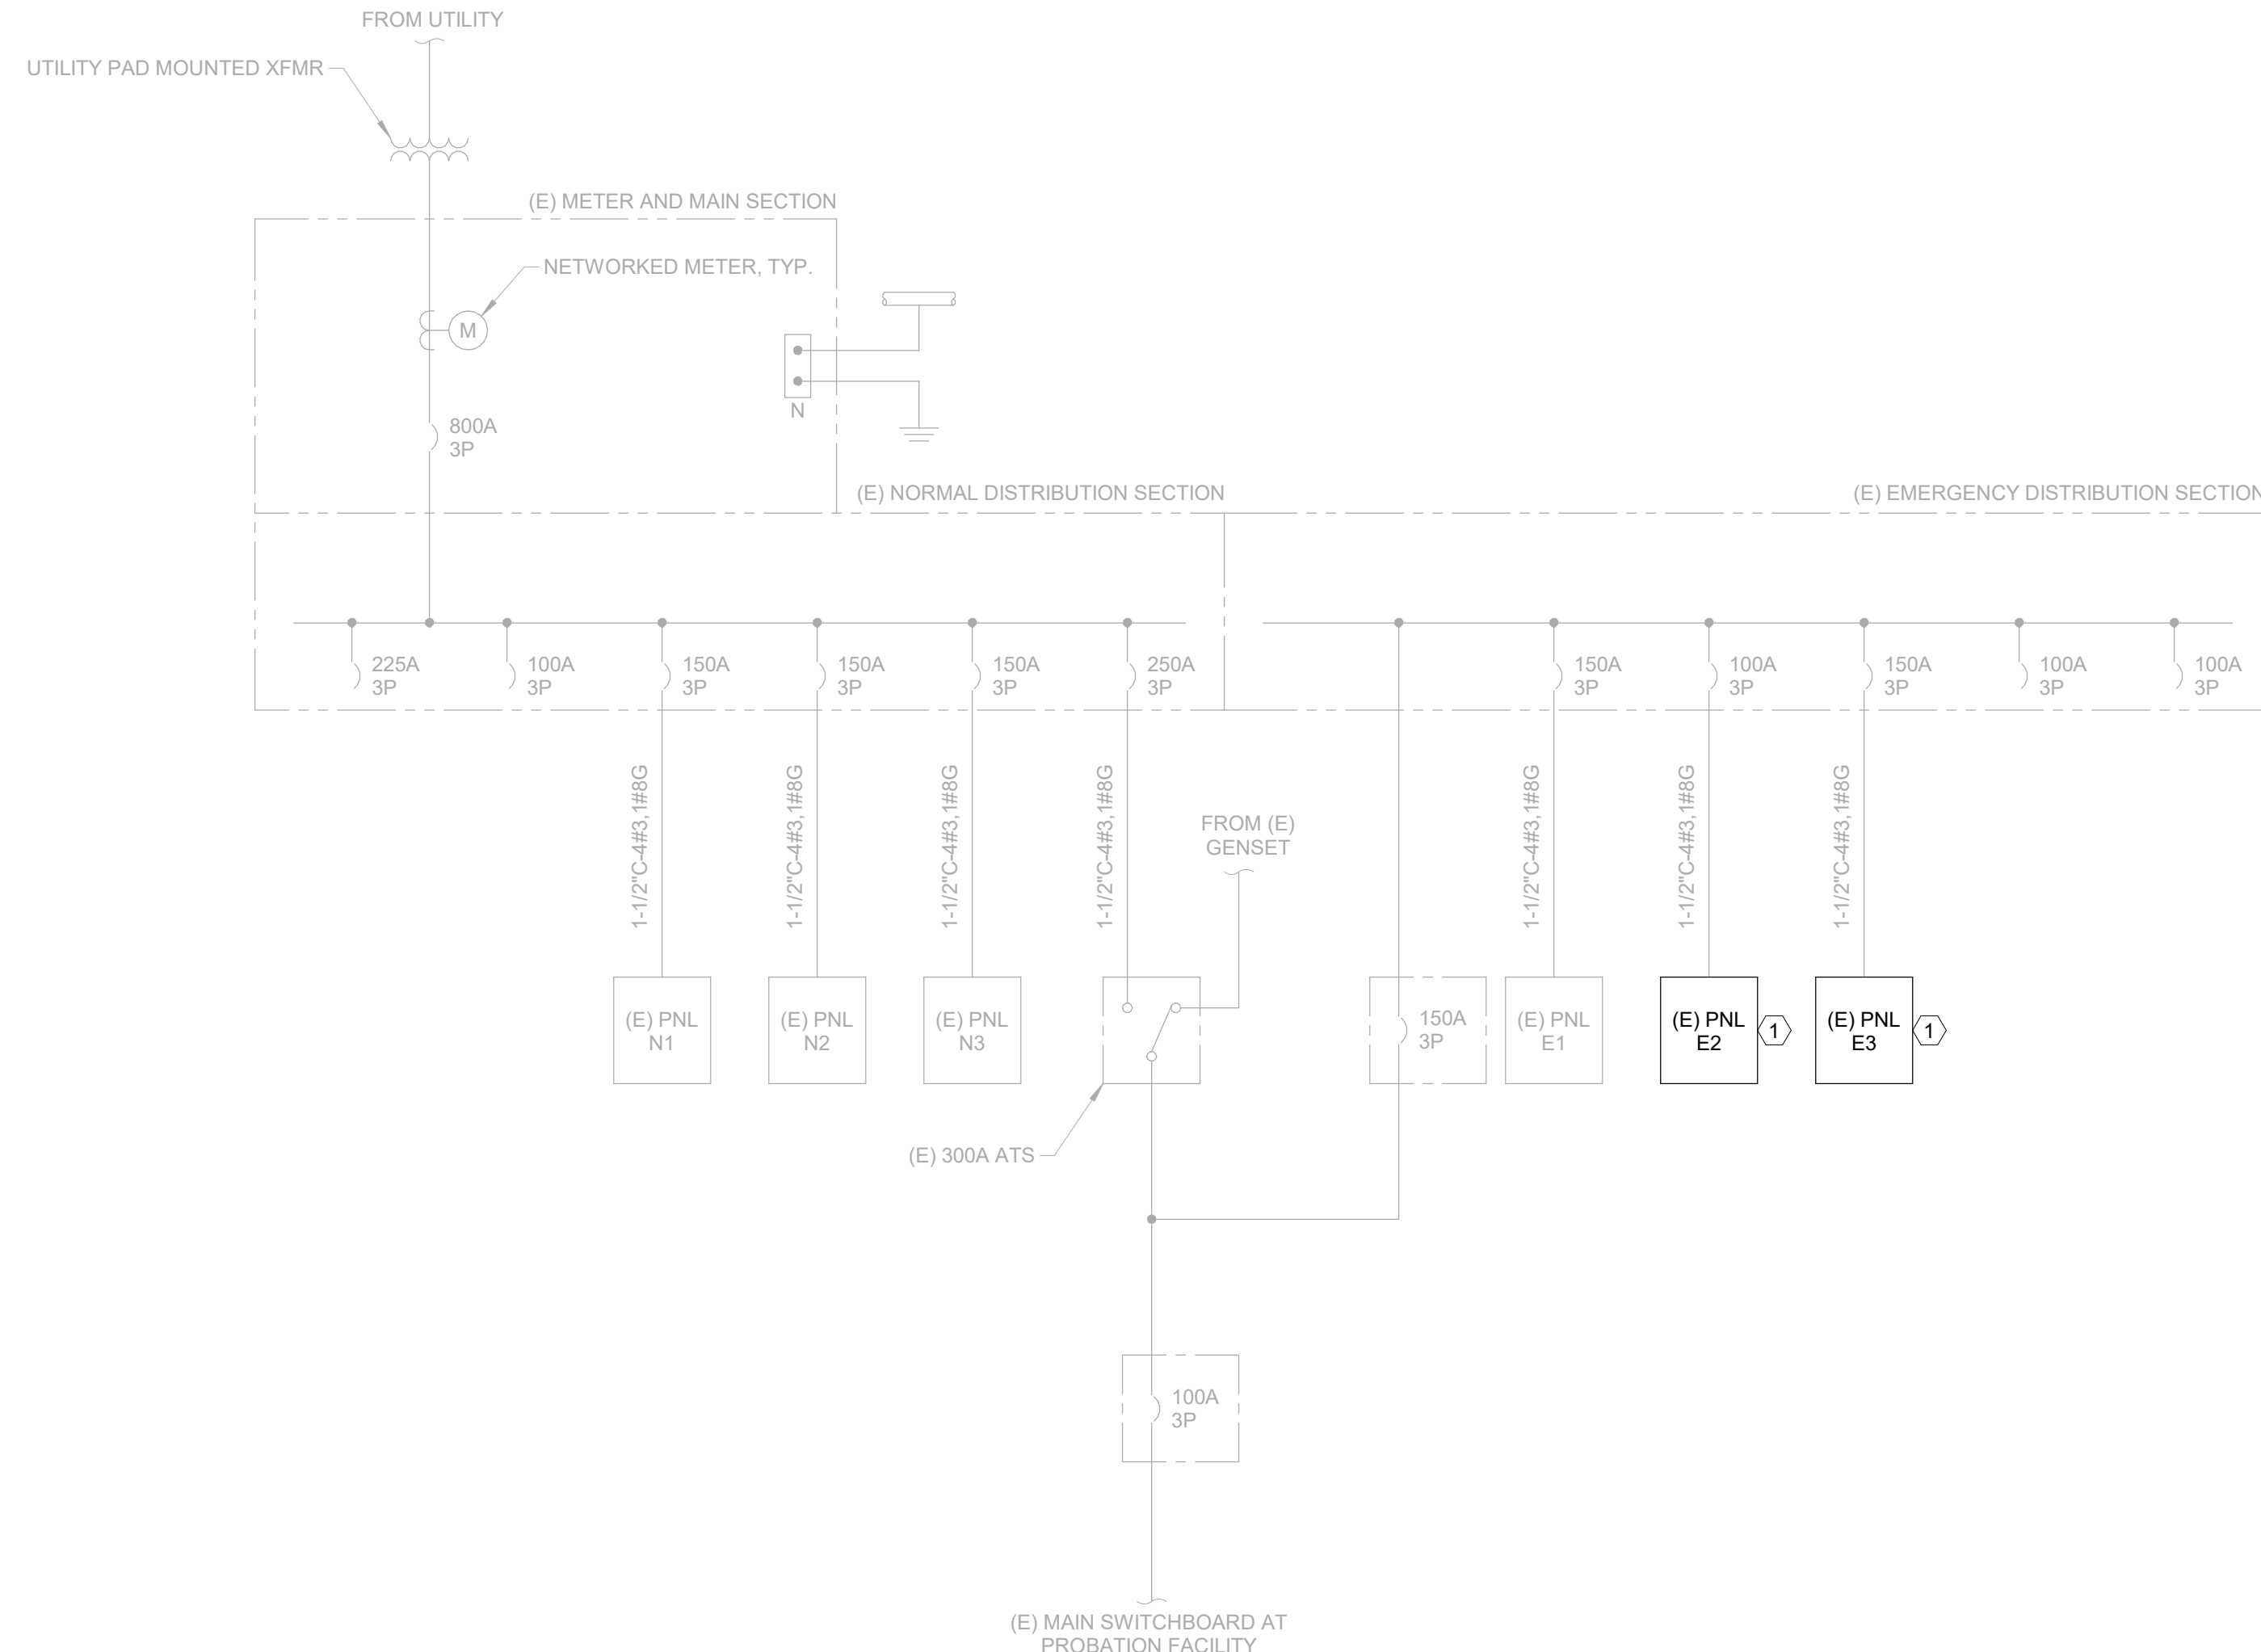 FROM UTILITY
UTILITY PAD MOUNTED XFMR
(E) METER AND MAIN SECTION
NETWORKED METER, TYP.
M
N
800A
3P
(E) NORMAL DISTRIBUTION SECTION
(E) EMERGENCY DISTRIBUTION SECTION
225A
3P
100A
3P
150A
3P
150A
3P
150A
3P
250A
3P
150A
3P
100A
3P
150A
3P
100A
3P
100A
3P
1-1/2"C-4#3,1#8G
1-1/2"C-4#3,1#8G
1-1/2"C-4#3,1#8G
1-1/2"C-4#3,1#8G
1-1/2"C-4#3,1#8G
1-1/2"C-4#3,1#8G
1-1/2"C-4#3,1#8G
FROM (E)
GENSET
(E) PNL
N1
(E) PNL
N2
(E) PNL
N3
150A
3P
(E) PNL
E1
(E) PNL
E2
1
(E) PNL
E3
1
(E) 300A ATS
100A
3P
(E) MAIN SWITCHBOARD AT
PROBATION FACILITY